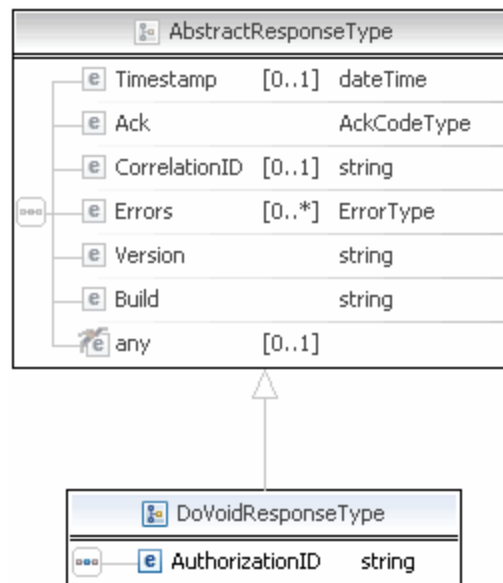 AbstractResponseType
Timestamp [0..1] dateTime
Ack AckCodeType
CorrelationID [0..1] string
Errors [0..*] ErrorType
Version string
Build string
any [0..1]
DoVoidResponseType
AuthorizationID string